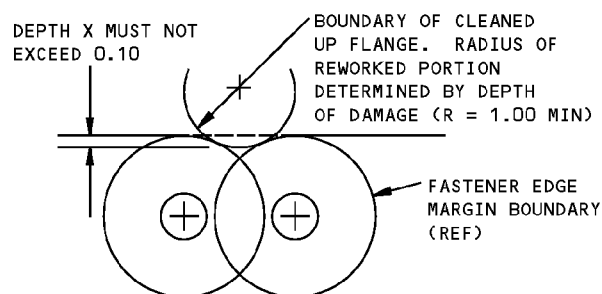 DEPTH X MUST NOT
EXCEED 0.10
BOUNDARY OF CLEANED
UP FLANGE. RADIUS OF
REWORKED PORTION
DETERMINED BY DEPTH
OF DAMAGE (R = 1.00 MIN)
FASTENER EDGE
MARGIN BOUNDARY
(REF)